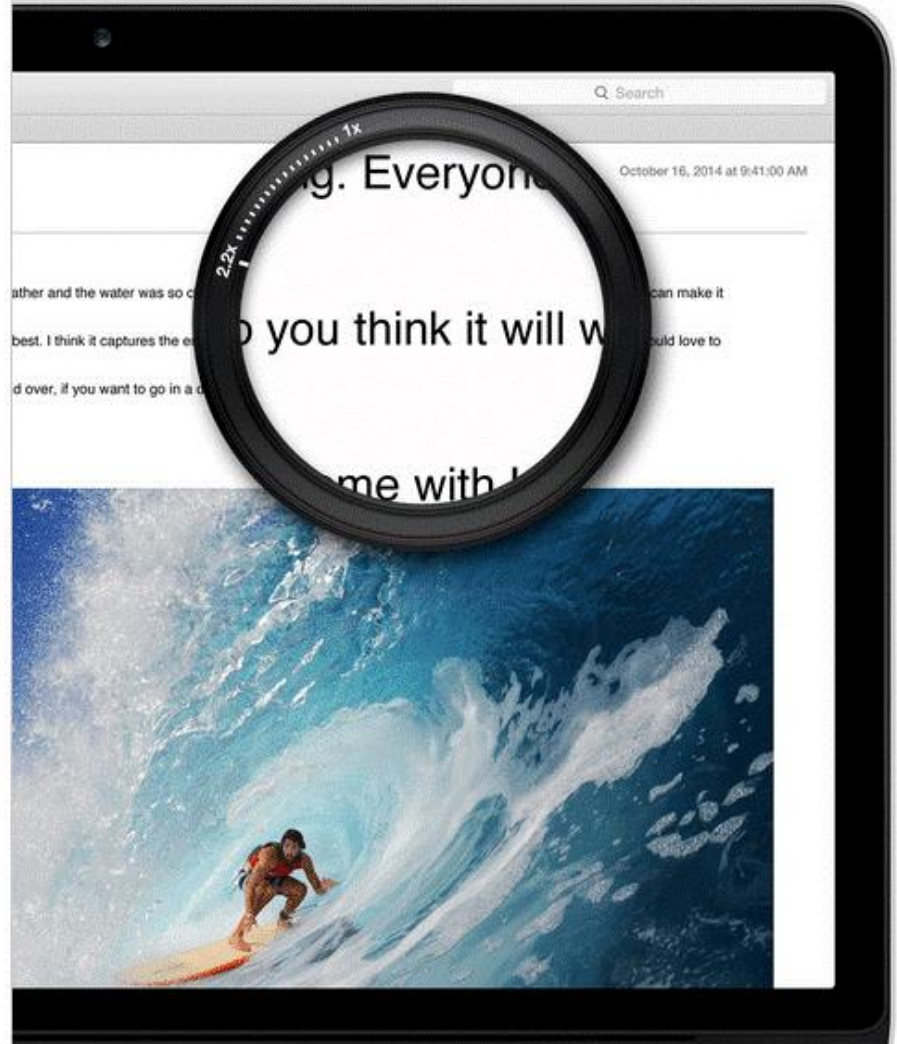 Search
1x
2.2x
g. Everyone
October 16, 2014 at 9:41:00 AM
ather and the water was so c can make it
you think it will w
best. I think it captures the e ould love to
d over, if you want to go in a
me with